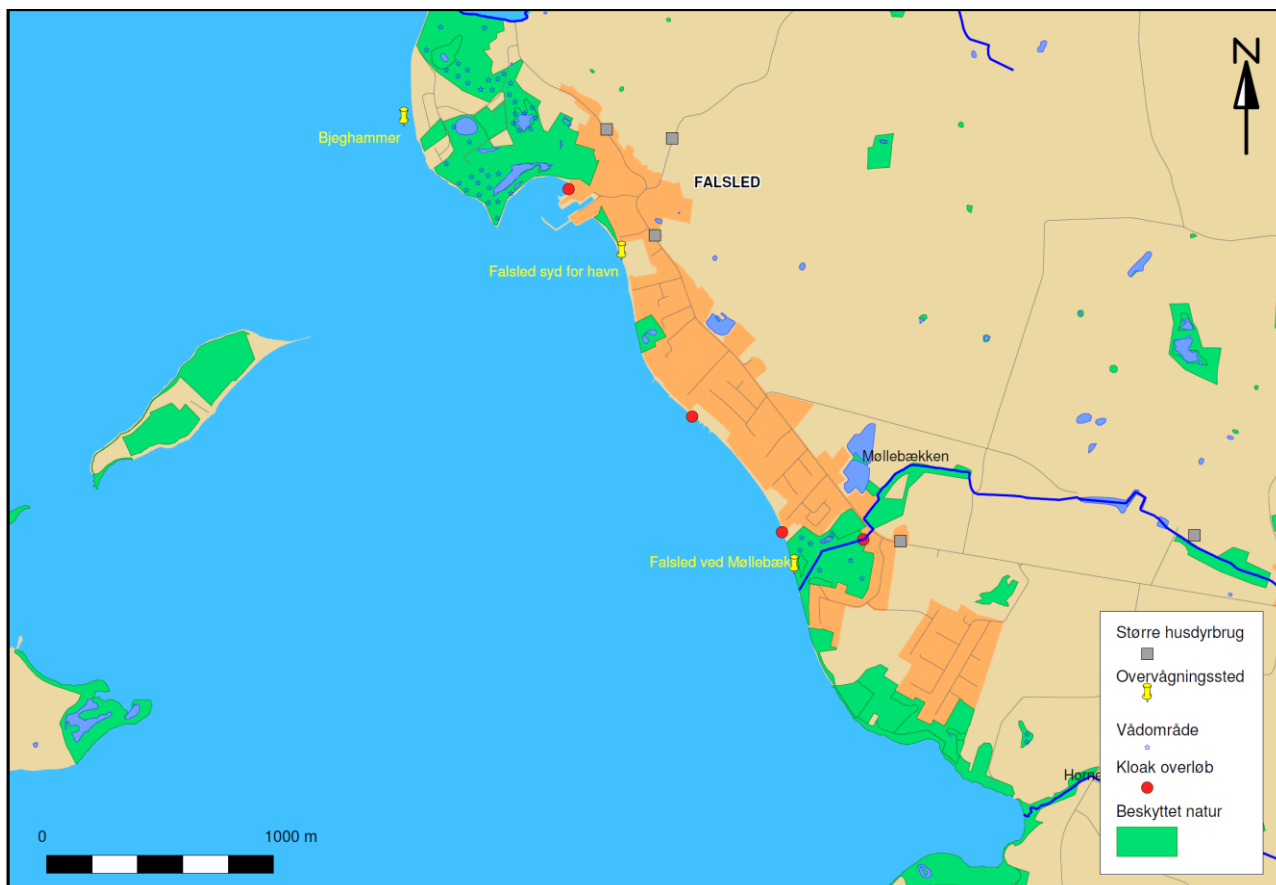 N
Bjeghammer
FALSLED
Falsled syd for havn
Møllebækken
Falsled ved Møllebæk
Horne
Større husdyrbrug
Overvågningssted
Vådområde
Kloak overløb
Beskyttet natur
0 1000 m